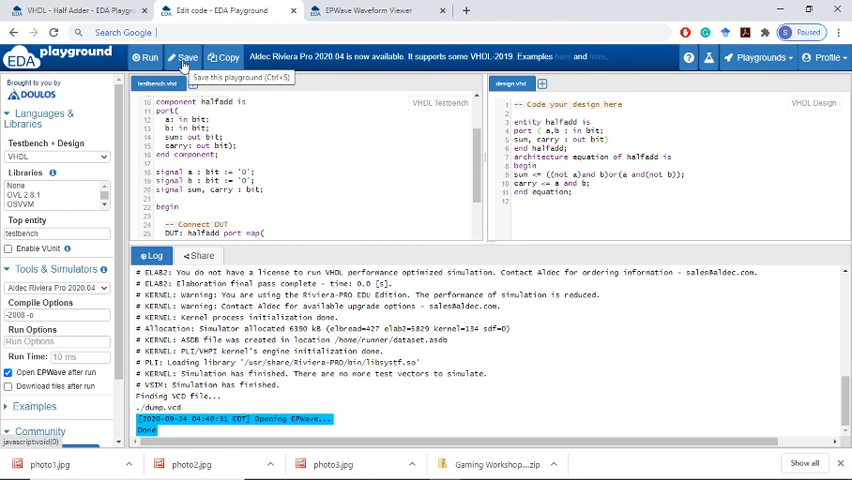 VHDL - Half Adder - EDA Playgro
Edit code - EDA Playground
EPWave Waveform Viewer
Search Google
Paused
EDA playground
Run
Save
Copy
Aldec Riviera Pro 2020.04 is now available. It supports some VHDL-2019. Examples here and here.
Playgrounds
Profile
Save this playground (Ctrl+S)
Brought to you by
DOULOS
Languages & Libraries
Testbench + Design
VHDL
Libraries
None
OVL 2.8.1
OSVVM
Top entity
testbench
Enable VUnit
Tools & Simulators
Aldec Riviera Pro 2020.04
Compile Options
-2008 -o
Run Options
Run Options
Run Time: 10 ms
Open EPWave after run
Download files after run
Examples
Community
javascript:void(0)
testbench.vhd
VHDL Testbench
10 component halfadd is
11 port(
12 a: in bit;
13 b: in bit;
14 sum: out bit;
15 carry: out bit);
16 end component;
17
18 signal a : bit := '0';
19 signal b : bit := '0';
20 signal sum, carry : bit;
21
22 begin
23
24 -- Connect DUT
25 DUT: halfadd port map(
design.vhd
VHDL Design
1 -- Code your design here
2
3 entity halfadd is
4 port ( a,b : in bit;
5 sum, carry : out bit)
6 end halfadd;
7 architecture equation of halfadd is
8 begin
9 sum <= ((not a)and b)or(a and(not b));
10 carry <= a and b;
11 end equation;
12
Log
Share
# ELAB2: You do not have a license to run VHDL performance optimized simulation. Contact Aldec for ordering information - sales@aldec.com.
# ELAB2: Elaboration final pass complete - time: 0.0 [s].
# KERNEL: Warning: You are using the Riviera-PRO EDU Edition. The performance of simulation is reduced.
# KERNEL: Warning: Contact Aldec for available upgrade options - sales@aldec.com.
# KERNEL: Kernel process initialization done.
# Allocation: Simulator allocated 6390 kB (elbread=427 elab2=5829 kernel=134 sdf=0)
# KERNEL: ASDB file was created in location /home/runner/dataset.asdb
# KERNEL: PLI/VHPI kernel's engine initialization done.
# PLI: Loading library '/usr/share/Riviera-PRO/bin/libsystf.so'
# KERNEL: Simulation has finished. There are no more test vectors to simulate.
# VSIM: Simulation has finished.
Finding VCD file...
./dump.vcd
[2020-09-24 04:40:31 EDT] Opening EPWave...
Done
photo1.jpg
photo2.jpg
photo3.jpg
Gaming Workshop....zip
Show all